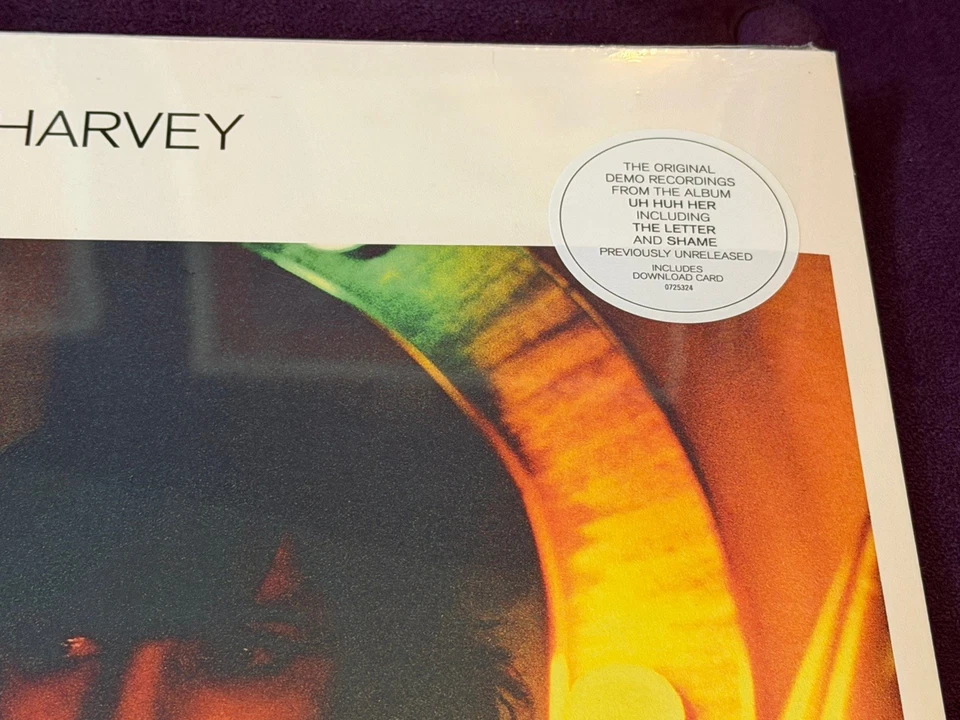 HARVEY
THE ORIGINAL
DEMO RECORDINGS
FROM THE ALBUM
UH HUH HER
INCLUDING
THE LETTER
AND SHAME
PREVIOUSLY UNRELEASED
INCLUDES
DOWNLOAD CARD
0725324